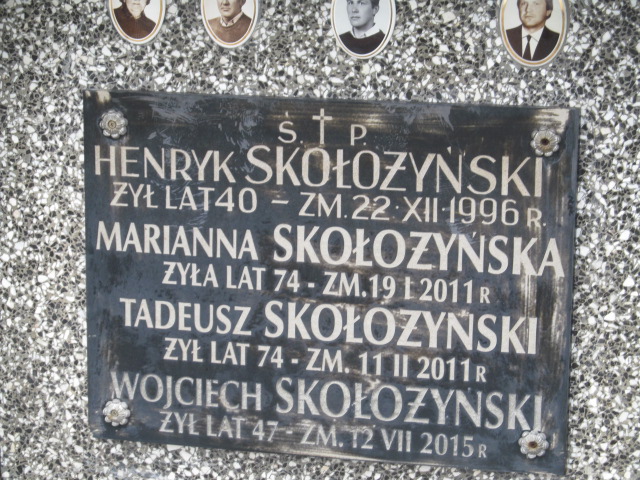 Ś. P.
HENRYK SKOŁOZYŃSKI
ŻYŁ LAT 40 - ZM. 22 XII 1996 R.
MARIANNA SKOŁOZYŃSKA
ŻYŁA LAT 74 - ZM. 19 I 2011 R
TADEUSZ SKOŁOZYŃSKI
ŻYŁ LAT 74 - ZM. 11 II 2011 R
WOJCIECH SKOŁOZYŃSKI
ŻYŁ LAT 47 - ZM. 12 VII 2015 R